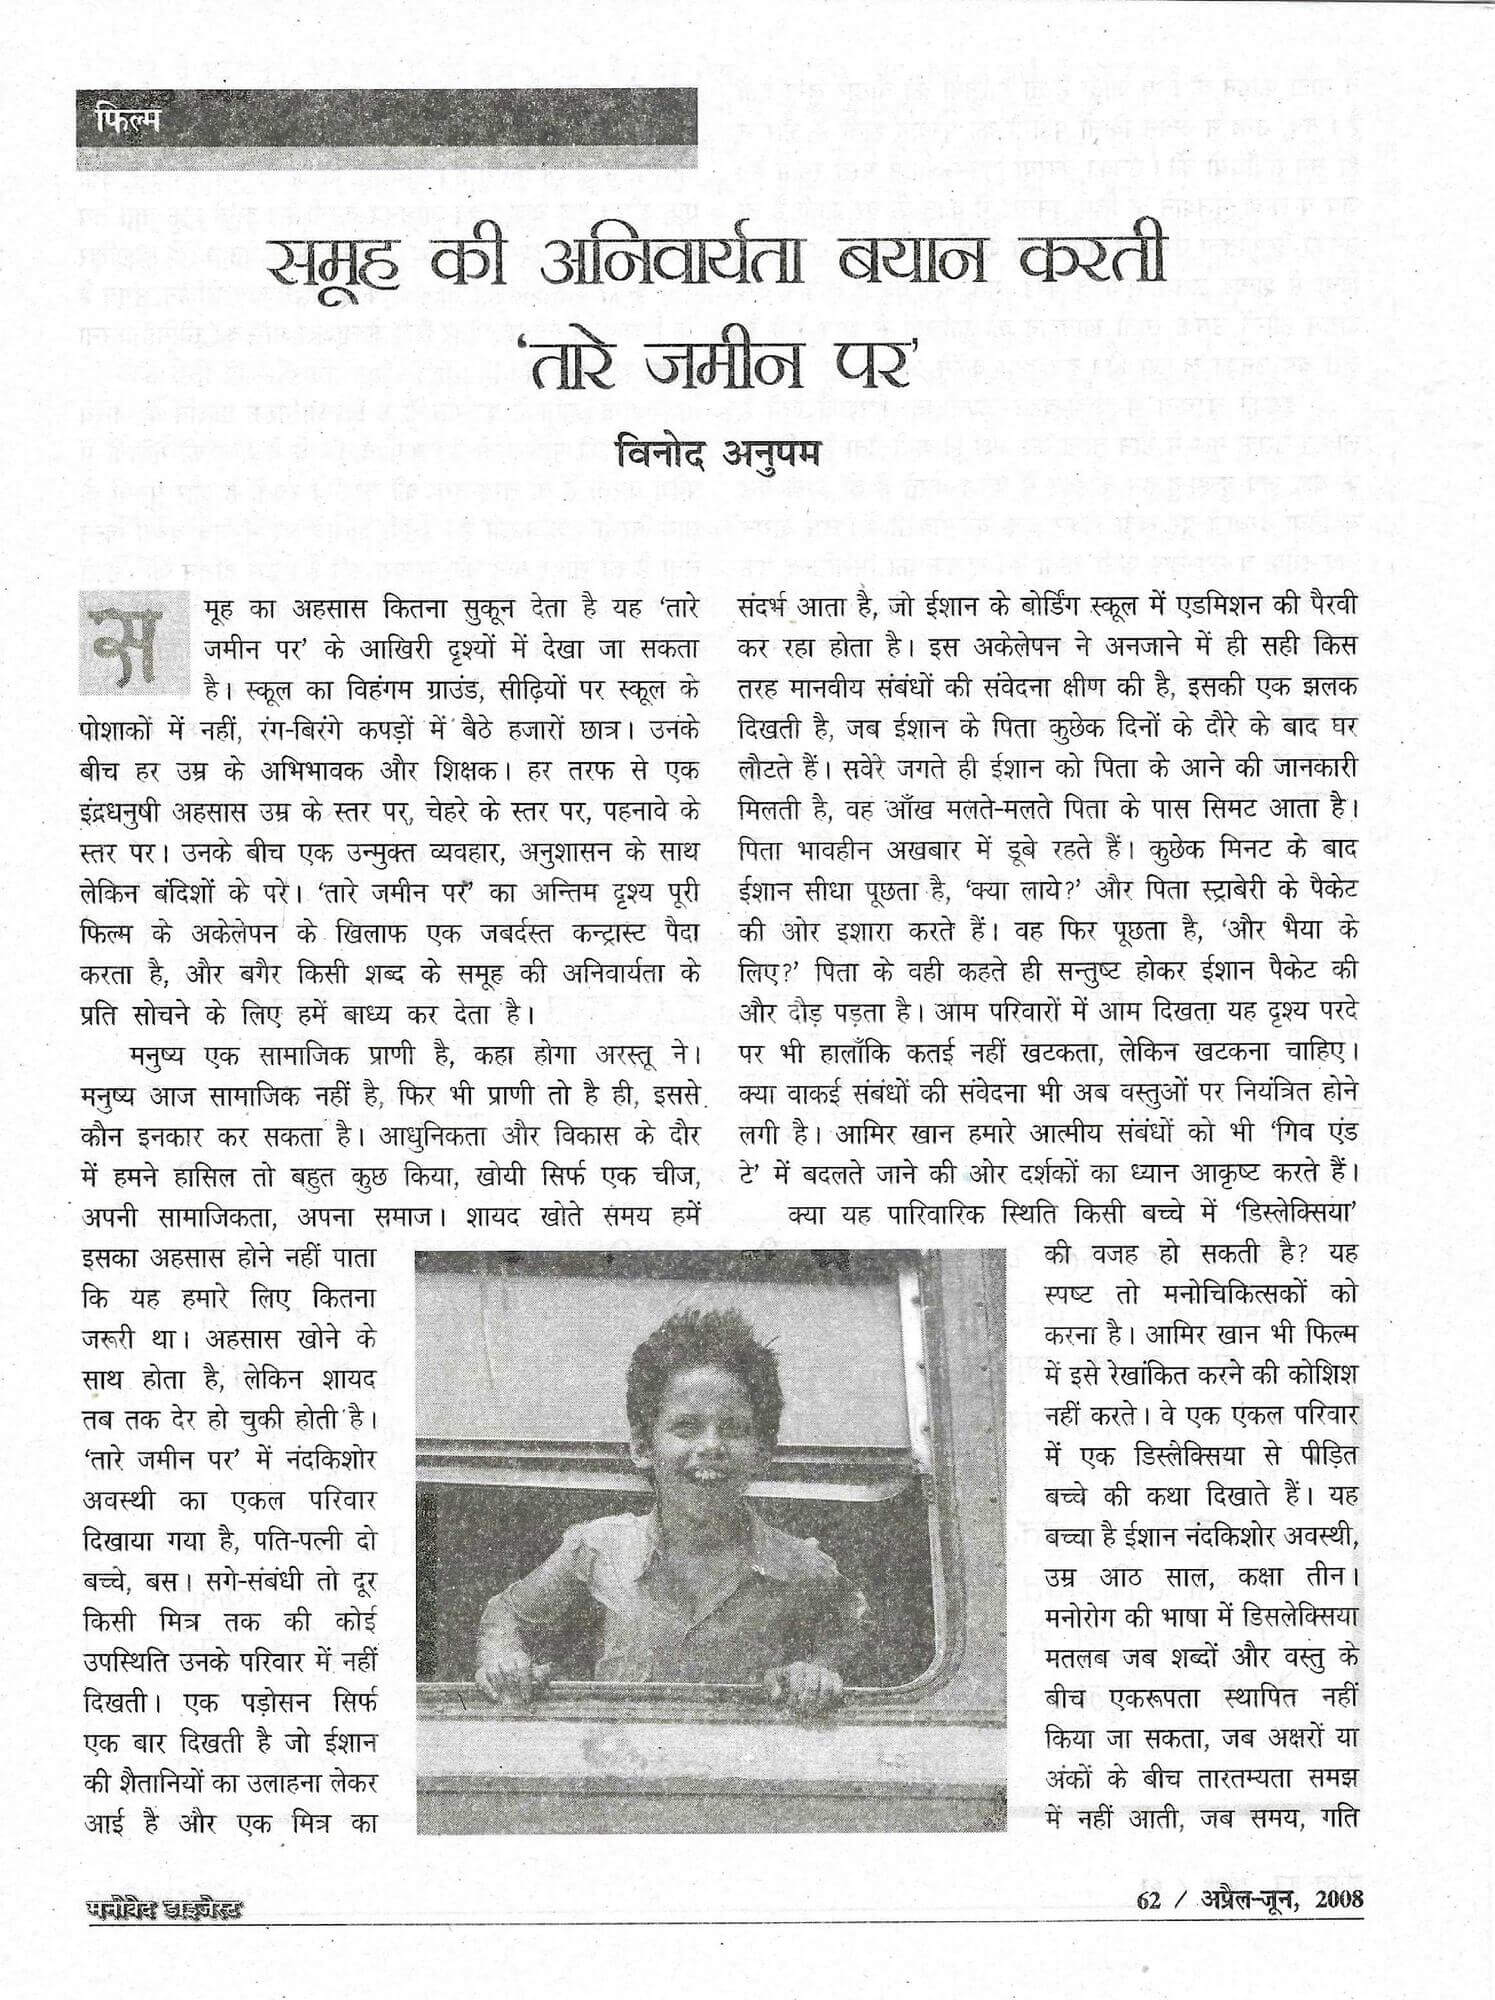 फिल्म
समूह की अनिवार्यता बयान करती
‘तारे जमीन पर’
विनोद अनुपम
समूह का अहसास कितना सुकून देता है यह ‘तारे
जमीन पर’ के आखिरी दृश्यों में देखा जा सकता
है। स्कूल का विहंगम ग्राउंड, सीढ़ियों पर स्कूल के
पोशाकों में नहीं, रंग-बिरंगे कपड़ों में बैठे हजारों छात्र। उनके
बीच हर उम्र के अभिभावक और शिक्षक। हर तरफ से एक
इंद्रधनुषी अहसास उम्र के स्तर पर, चेहरे के स्तर पर, पहनावे के
स्तर पर। उनके बीच एक उन्मुक्त व्यवहार, अनुशासन के साथ
लेकिन बंदिशों के परे। ‘तारे जमीन पर’ का अन्तिम दृश्य पूरी
फिल्म के अकेलेपन के खिलाफ एक जबर्दस्त कन्ट्रास्ट पैदा
करता है, और बगैर किसी शब्द के समूह की अनिवार्यता के
प्रति सोचने के लिए हमें बाध्य कर देता है।
मनुष्य एक सामाजिक प्राणी है, कहा होगा अरस्तू ने।
मनुष्य आज सामाजिक नहीं है, फिर भी प्राणी तो है ही, इससे
कौन इनकार कर सकता है। आधुनिकता और विकास के दौर
में हमने हासिल तो बहुत कुछ किया, खोयी सिर्फ एक चीज,
अपनी सामाजिकता, अपना समाज। शायद खोते समय हमें
इसका अहसास होने नहीं पाता
कि यह हमारे लिए कितना
जरूरी था। अहसास खोने के
साथ होता है, लेकिन शायद
तब तक देर हो चुकी होती है।
‘तारे जमीन पर’ में नंदकिशोर
अवस्थी का एकल परिवार
दिखाया गया है, पति-पत्नी दो
बच्चे, बस। सगे-संबंधी तो दूर
किसी मित्र तक की कोई
उपस्थिति उनके परिवार में नहीं
दिखती। एक पड़ोसन सिर्फ
एक बार दिखती है जो ईशान
की शैतानियों का उलाहना लेकर
आई है और एक मित्र का
संदर्भ आता है, जो ईशान के बोर्डिंग स्कूल में एडमिशन की पैरवी
कर रहा होता है। इस अकेलेपन ने अनजाने में ही सही किस
तरह मानवीय संबंधों की संवेदना क्षीण की है, इसकी एक झलक
दिखती है, जब ईशान के पिता कुछेक दिनों के दौरे के बाद घर
लौटते हैं। सवेरे जगते ही ईशान को पिता के आने की जानकारी
मिलती है, वह आँख मलते-मलते पिता के पास सिमट आता है।
पिता भावहीन अखबार में डूबे रहते हैं। कुछेक मिनट के बाद
ईशान सीधा पूछता है, ‘क्या लाये?’ और पिता स्ट्राबेरी के पैकेट
की ओर इशारा करते हैं। वह फिर पूछता है, ‘और भैया के
लिए?’ पिता के वही कहते ही सन्तुष्ट होकर ईशान पैकेट की
और दौड़ पड़ता है। आम परिवारों में आम दिखता यह दृश्य परदे
पर भी हालाँकि कतई नहीं खटकता, लेकिन खटकना चाहिए।
क्या वाकई संबंधों की संवेदना भी अब वस्तुओं पर नियंत्रित होने
लगी है। आमिर खान हमारे आत्मीय संबंधों को भी ‘गिव एंड
टे’ में बदलते जाने की ओर दर्शकों का ध्यान आकृष्ट करते हैं।
क्या यह पारिवारिक स्थिति किसी बच्चे में ‘डिस्लेक्सिया’
की वजह हो सकती है? यह
स्पष्ट तो मनोचिकित्सकों को
करना है। आमिर खान भी फिल्म
में इसे रेखांकित करने की कोशिश
नहीं करते। वे एक एकल परिवार
में एक डिस्लेक्सिया से पीड़ित
बच्चे की कथा दिखाते हैं। यह
बच्चा है ईशान नंदकिशोर अवस्थी,
उम्र आठ साल, कक्षा तीन।
मनोरोग की भाषा में डिसलेक्सिया
मतलब जब शब्दों और वस्तु के
बीच एकरूपता स्थापित नहीं
किया जा सकता, जब अक्षरों या
अंकों के बीच तारतम्यता समझ
में नहीं आती, जब समय, गति
मनोवेद डाइजेस्ट
62 / अप्रैल-जून, 2008